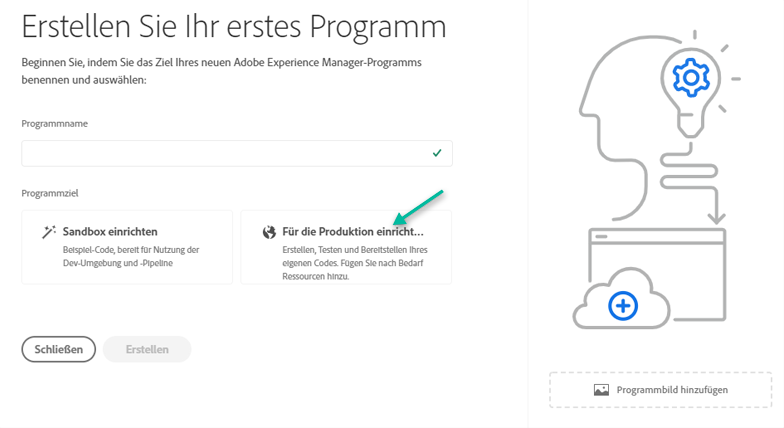 Erstellen Sie Ihr erstes Programm
Beginnen Sie, indem Sie das Ziel Ihres neuen Adobe Experience Manager-Programms
benennen und auswählen:
Programmname
Programmziel
Sandbox einrichten
Beispiel-Code, bereit für Nutzung der
Dev-Umgebung und -Pipeline
Für die Produktion einricht...
Erstellen, Testen und Bereitstellen Ihres
eigenen Codes. Fügen Sie nach Bedarf
Ressourcen hinzu.
Schließen
Erstellen
Programmbild hinzufügen